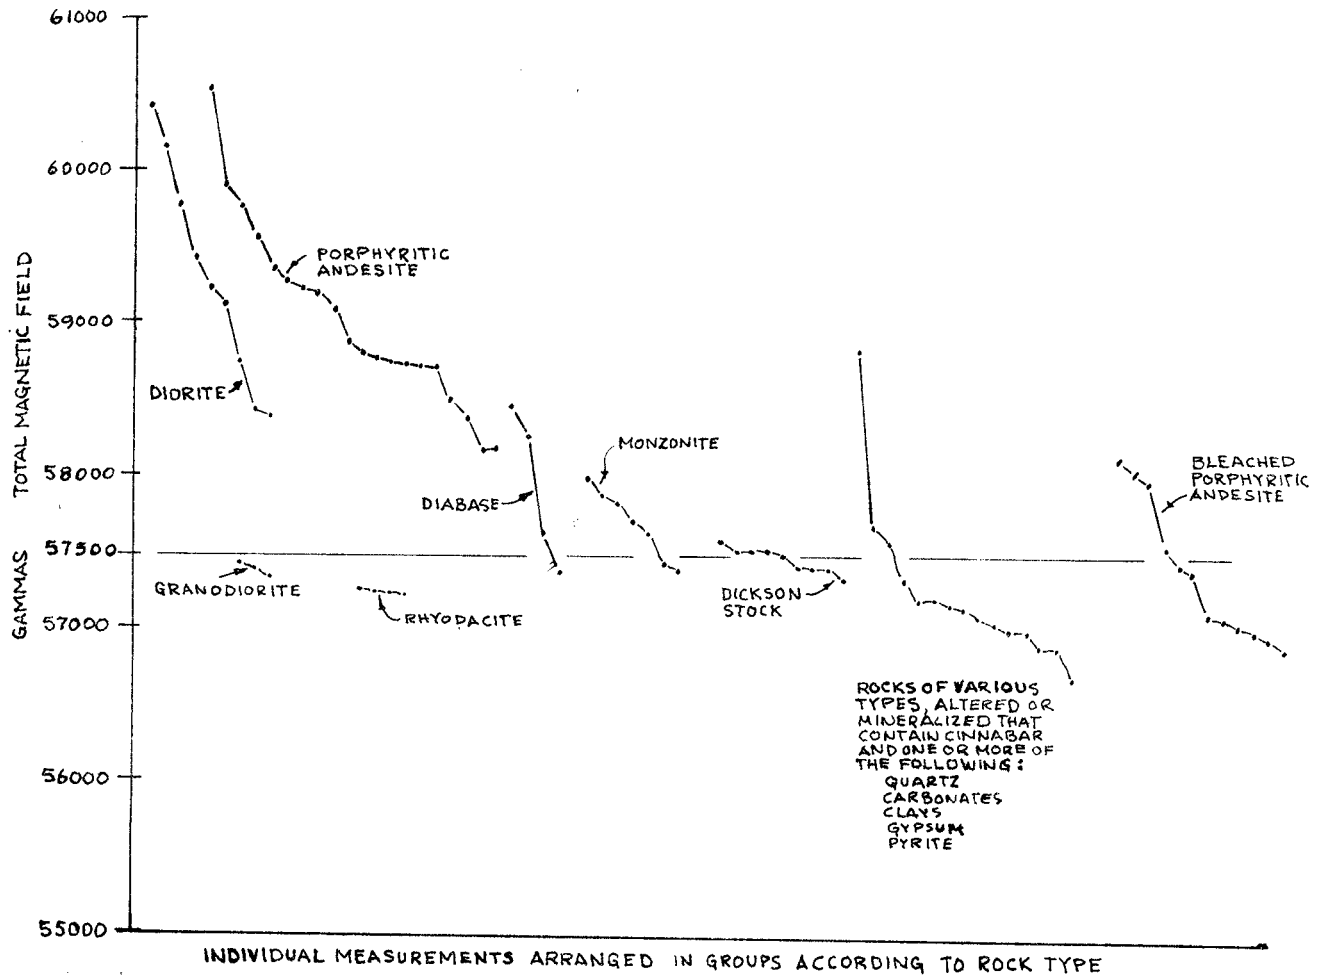 61000
60000
59000
58000
57500
57000
56000
55000
GAMMAS TOTAL MAGNETIC FIELD
PORPHYRITIC
ANDESITE
DIORITE
MONZONITE
DIABASE
BLEACHED
PORPHYRITIC
ANDESITE
GRANODIORITE
RHYODACITE
DICKSON
STOCK
ROCKS OF VARIOUS
TYPES, ALTERED OR
MINERALIZED THAT
CONTAIN CINNABAR
AND ONE OR MORE OF
THE FOLLOWING:
QUARTZ
CARBONATES
CLAYS
GYPSUM
PYRITE
INDIVIDUAL MEASUREMENTS ARRANGED IN GROUPS ACCORDING TO ROCK TYPE